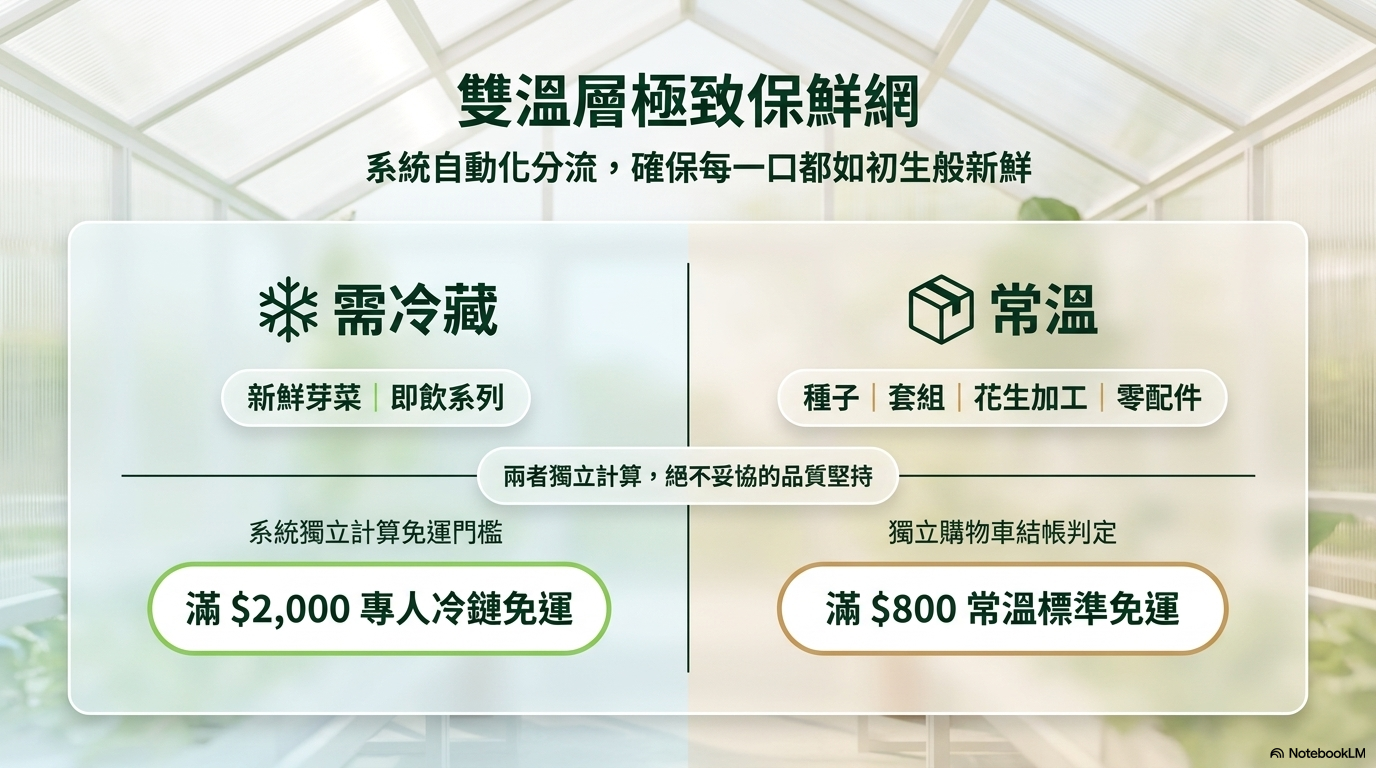 雙溫層極致保鮮網
系統自動化分流，確保每一口都如初生般新鮮
需冷藏
新鮮芽菜｜即飲系列
常溫
種子｜套組｜花生加工｜零配件
兩者獨立計算，絕不妥協的品質堅持
系統獨立計算免運門檻
滿 $2,000 專人冷鏈免運
獨立購物車結帳判定
滿 $800 常溫標準免運
NotebookLM